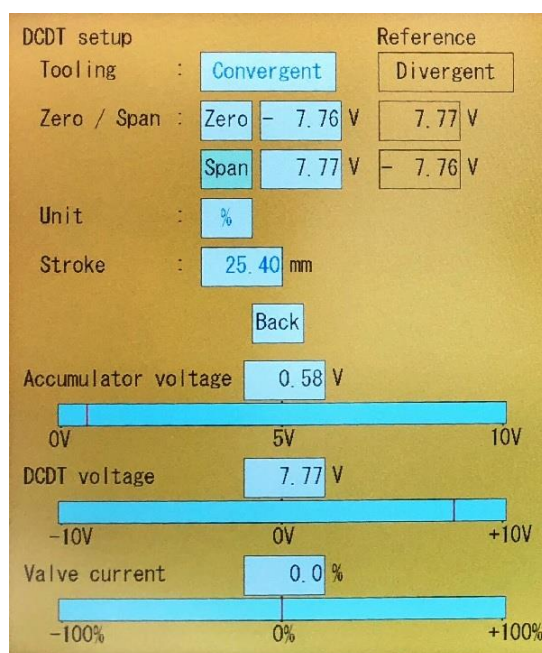 DCDT setup Reference
Tooling : Convergent Divergent
Zero / Span : Zero - 7.76 V 7.77 V
Span 7.77 V - 7.76 V
Unit : %
Stroke : 25.40 mm
Back
Accumulator voltage 0.58 V
0V 5V 10V
DCDT voltage 7.77 V
-10V 0V +10V
Valve current 0.0 %
-100% 0% +100%